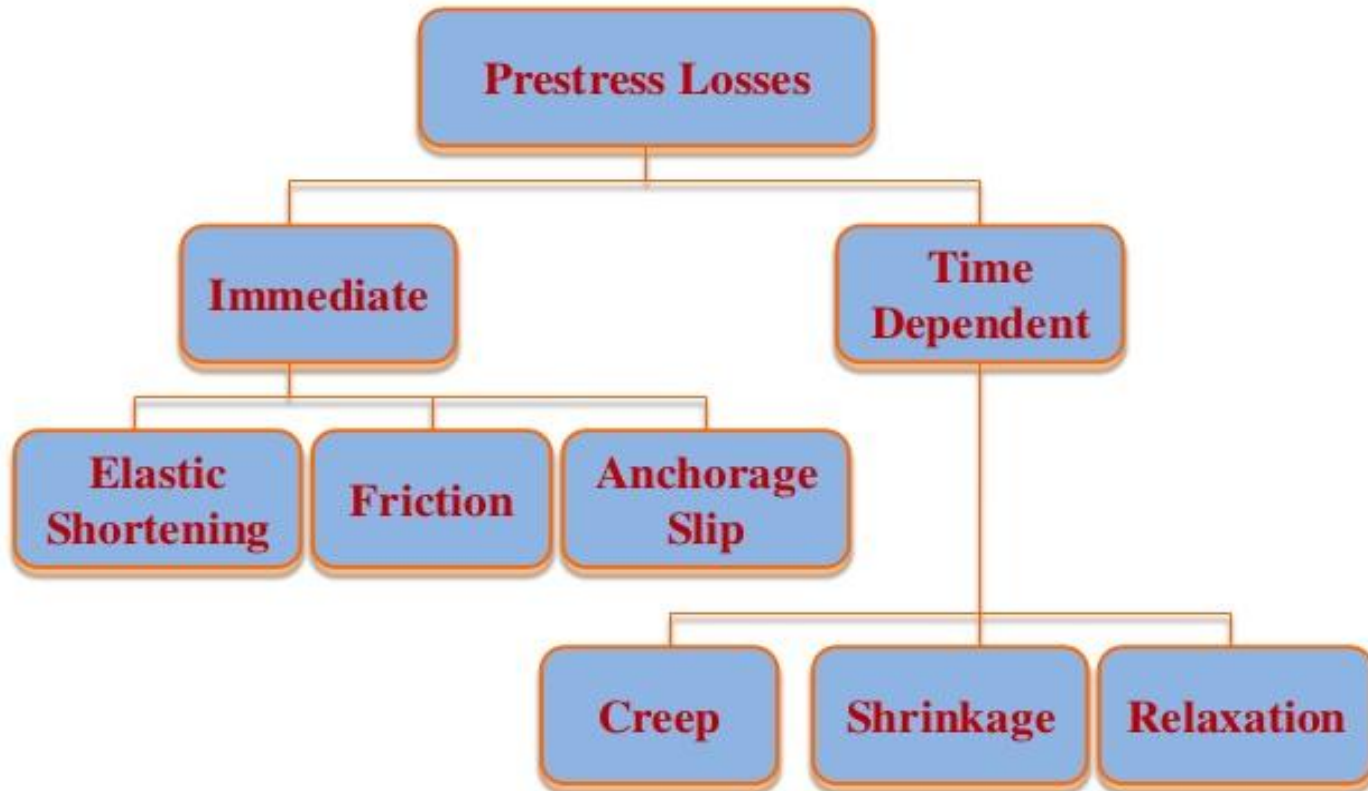 Prestress Losses
Immediate
Time
Dependent
Elastic
Shortening
Friction
Anchorage
Slip
Creep
Shrinkage
Relaxation